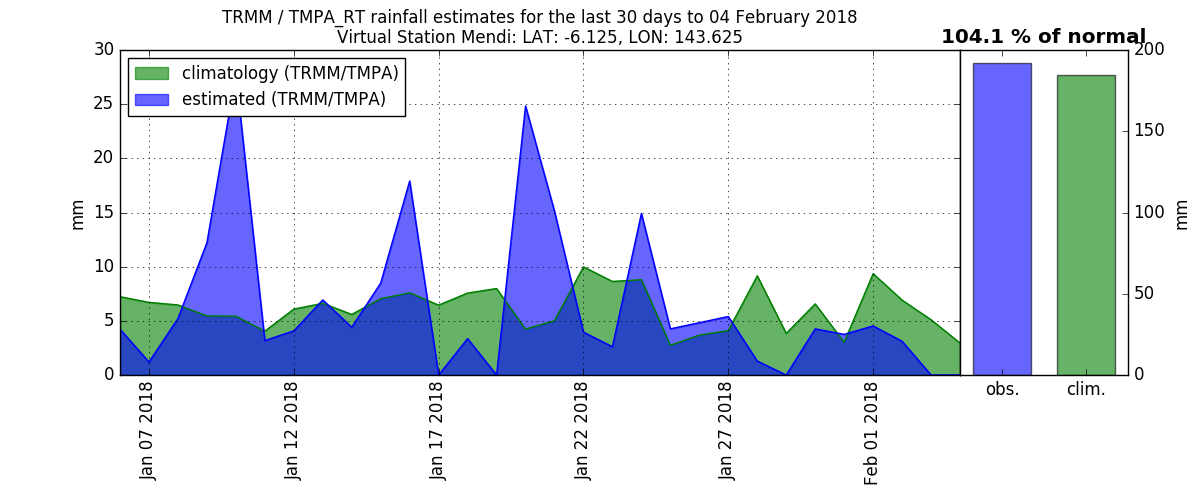 TRMM / TMPA_RT rainfall estimates for the last 30 days to 04 February 2018
Virtual Station Mendi: LAT: -6.125, LON: 143.625
104.1 % of normal
climatology (TRMM/TMPA)
estimated (TRMM/TMPA)
30
25
20
15
10
5
0
mm
Jan 07 2018
Jan 12 2018
Jan 17 2018
Jan 22 2018
Jan 27 2018
Feb 01 2018
obs.
clim.
200
150
100
50
0
mm